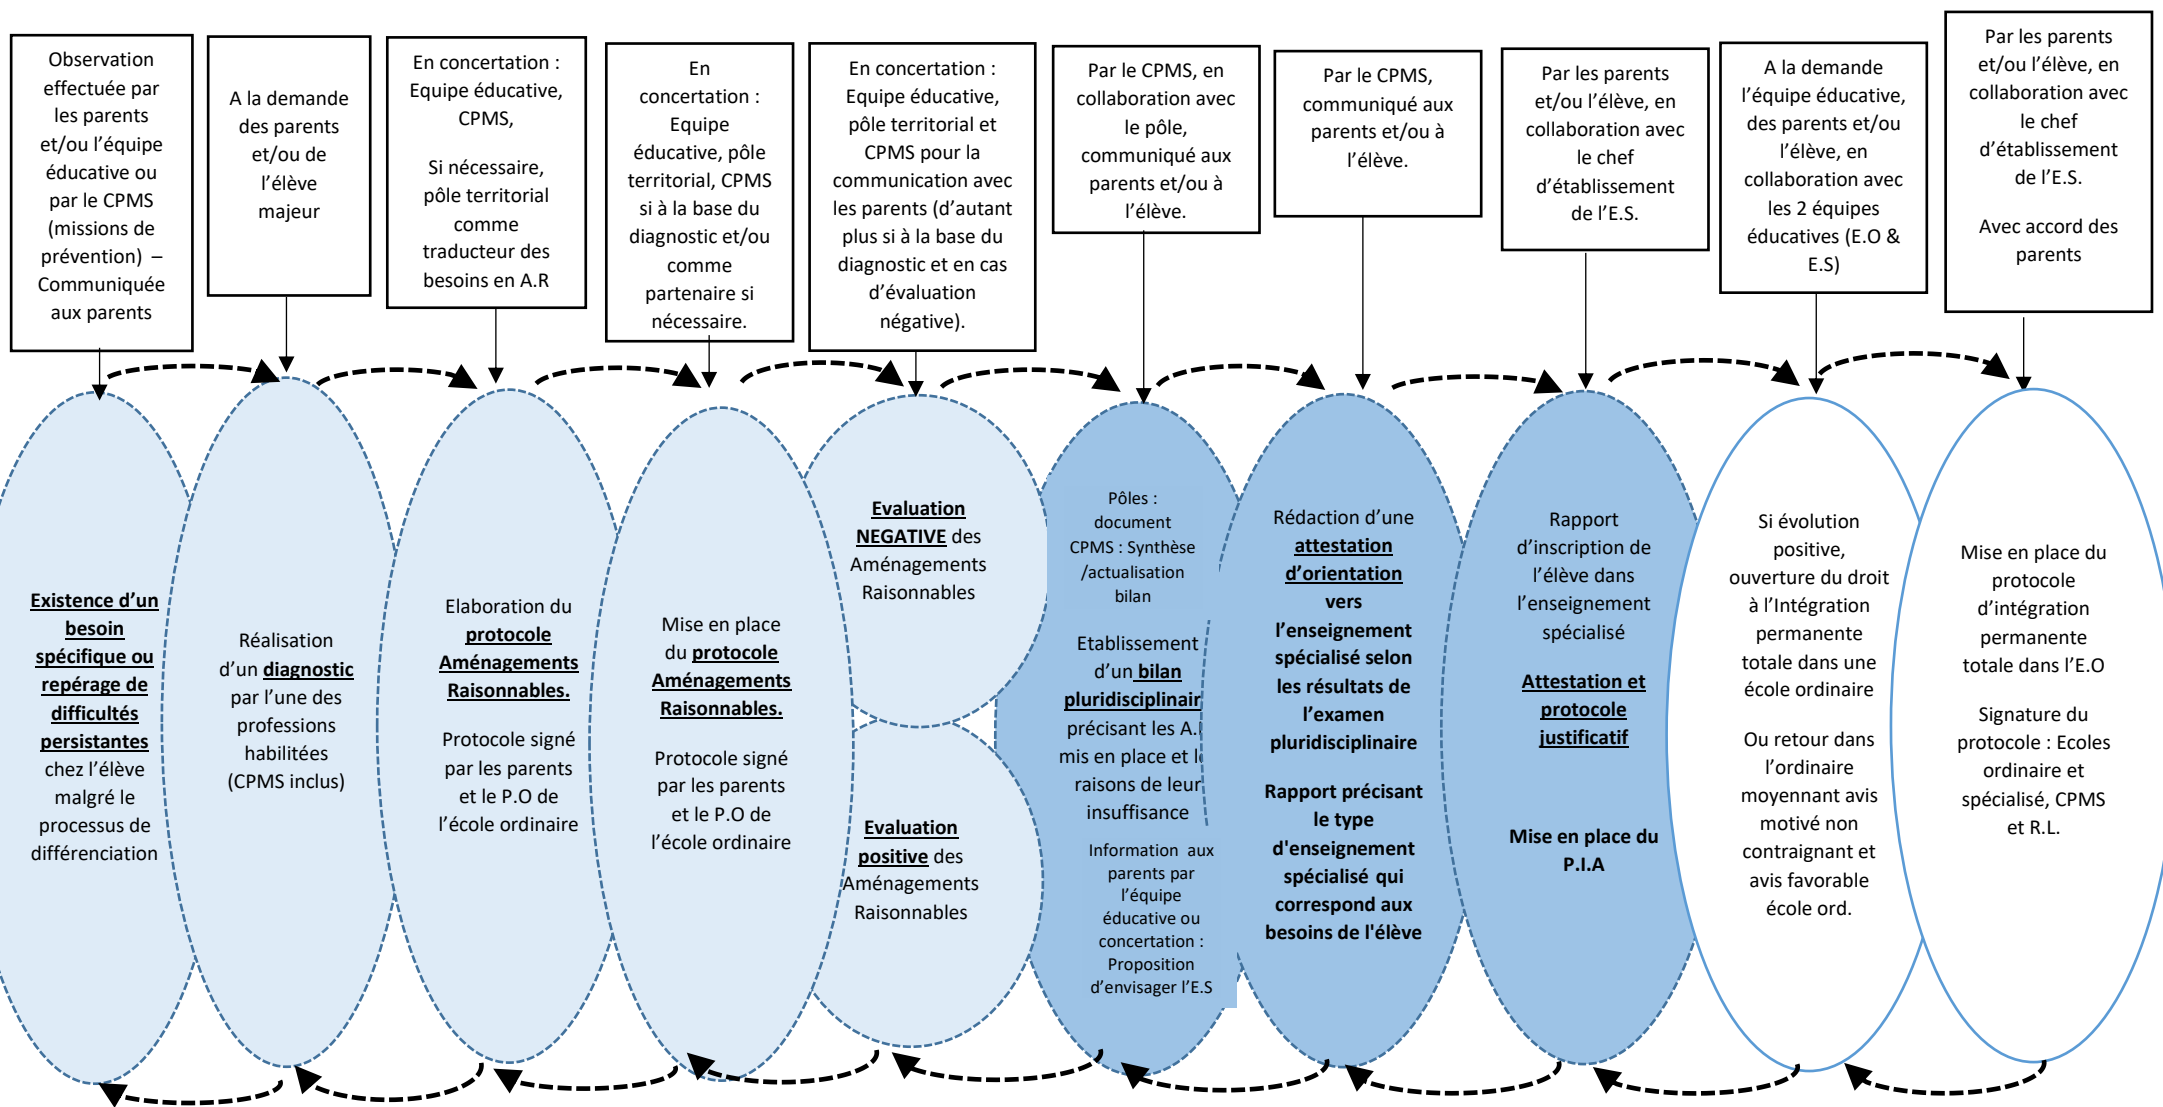 Observation
effectuée par
les parents
et/ou l’équipe
éducative ou
par le CPMS
(missions de
prévention) –
Communiquée
aux parents
A la demande
des parents
et/ou de
l’élève
majeur
En concertation :
Equipe éducative,
CPMS,
Si nécessaire,
pôle territorial
comme
traducteur des
besoins en A.R
En
concertation :
Equipe
éducative, pôle
territorial, CPMS
si à la base du
diagnostic et/ou
comme
partenaire si
nécessaire.
En concertation :
Equipe éducative,
pôle territorial et
CPMS pour la
communication avec
les parents (d’autant
plus si à la base du
diagnostic et en cas
d’évaluation
négative).
Par le CPMS, en
collaboration avec
le pôle,
communiqué aux
parents et/ou à
l’élève.
Par le CPMS,
communiqué aux
parents et/ou à
l’élève.
Par les parents
et/ou l’élève, en
collaboration avec
le chef
d’établissement
de l’E.S.
A la demande
l’équipe éducative,
des parents et/ou
l’élève, en
collaboration avec
les 2 équipes
éducatives (E.O &
E.S)
Par les parents
et/ou l’élève, en
collaboration avec
le chef
d’établissement
de l’E.S.
Avec accord des
parents
Existence d’un
besoin
spécifique ou
repérage de
difficultés
persistantes
chez l’élève
malgré le
processus de
différenciation
Réalisation
d’un diagnostic
par l’une des
professions
habilitées
(CPMS inclus)
Elaboration du
protocole
Aménagements
Raisonnables.
Protocole signé
par les parents
et le P.O de
l’école ordinaire
Mise en place
du protocole
Aménagements
Raisonnables.
Protocole signé
par les parents
et le P.O de
l’école ordinaire
Evaluation
NEGATIVE des
Aménagements
Raisonnables
Evaluation
positive des
Aménagements
Raisonnables
Pôles :
document
CPMS : Synthèse
/actualisation
bilan
Etablissement
d’un bilan
pluridisciplinair
précisant les A.
mis en place et
raisons de leur
insuffisance
Information aux
parents par
l’équipe
éducative ou
concertation :
Proposition
d’envisager l’E.S
Rédaction d’une
attestation
d’orientation
vers
l’enseignement
spécialisé selon
les résultats de
l’examen
pluridisciplinaire
Rapport précisant
le type
d'enseignement
spécialisé qui
correspond aux
besoins de l'élève
Rapport
d’inscription de
l’élève dans
l’enseignement
spécialisé
Attestation et
protocole
justificatif
Mise en place du
P.I.A
Si évolution
positive,
ouverture du droit
à l’Intégration
permanente
totale dans une
école ordinaire
Ou retour dans
l’ordinaire
moyennant avis
motivé non
contraignant et
avis favorable
école ord.
Mise en place du
protocole
d’intégration
permanente
totale dans l’E.O
Signature du
protocole : Ecoles
ordinaire et
spécialisé, CPMS
et R.L.